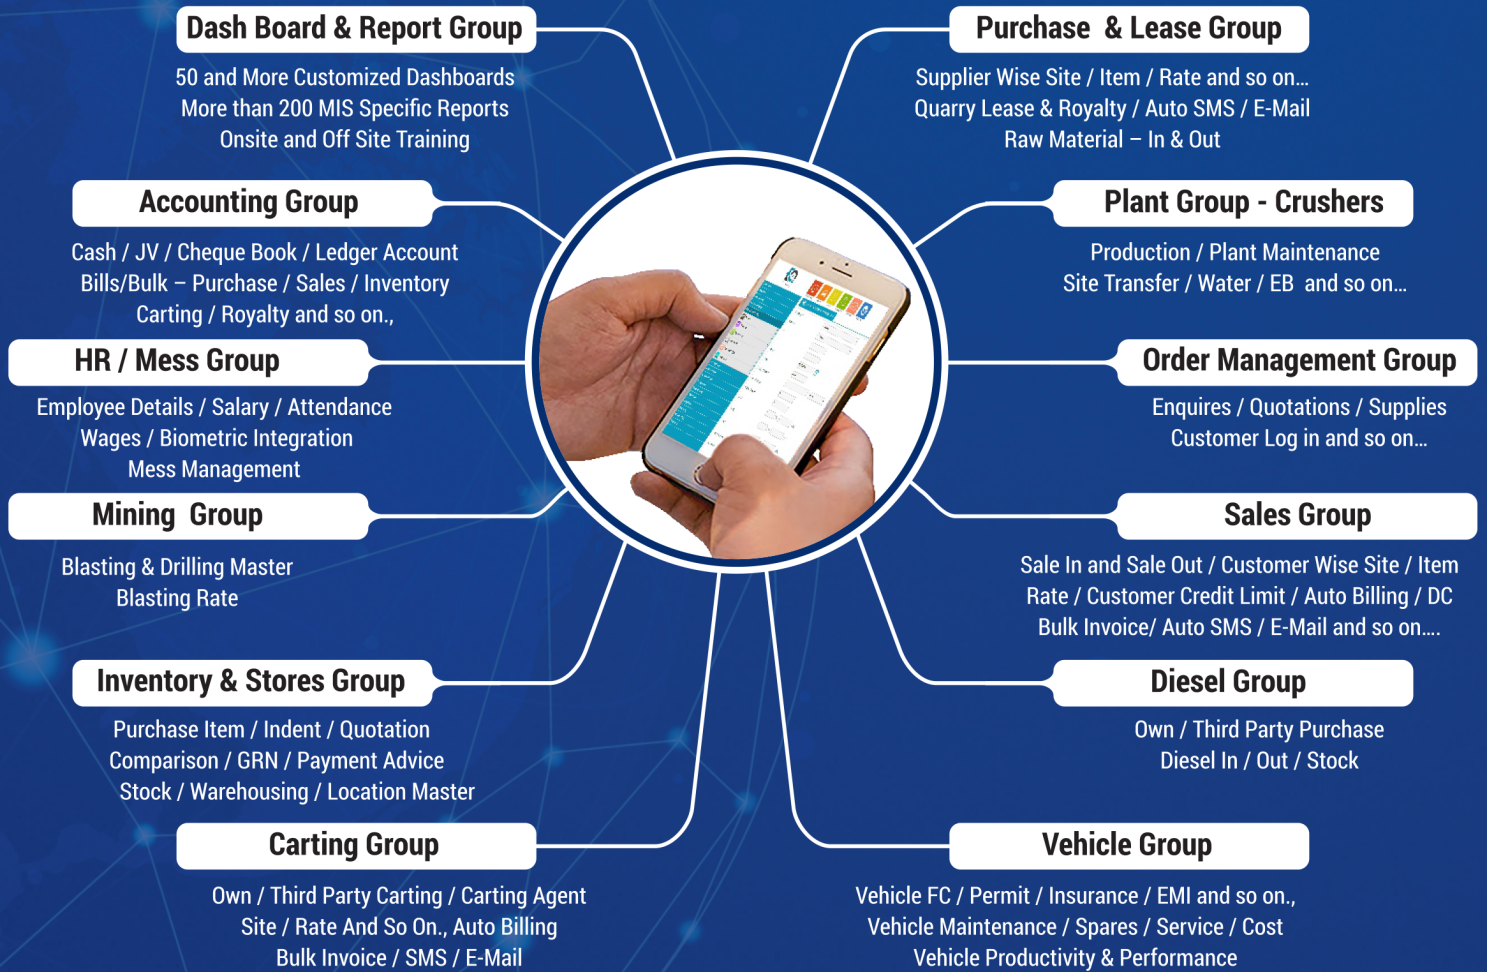 Dash Board & Report Group
50 and More Customized Dashboards
More than 200 MIS Specific Reports
Onsite and Off Site Training
Accounting Group
Cash / JV / Cheque Book / Ledger Account
Bills/Bulk – Purchase / Sales / Inventory
Carting / Royalty and so on.,
HR / Mess Group
Employee Details / Salary / Attendance
Wages / Biometric Integration
Mess Management
Mining Group
Blasting & Drilling Master
Blasting Rate
Inventory & Stores Group
Purchase Item / Indent / Quotation
Comparison / GRN / Payment Advice
Stock / Warehousing / Location Master
Carting Group
Own / Third Party Carting / Carting Agent
Site / Rate And So On., Auto Billing
Bulk Invoice / SMS / E-Mail
Purchase & Lease Group
Supplier Wise Site / Item / Rate and so on...
Quarry Lease & Royalty / Auto SMS / E-Mail
Raw Material – In & Out
Plant Group - Crushers
Production / Plant Maintenance
Site Transfer / Water / EB and so on...
Order Management Group
Enquires / Quotations / Supplies
Customer Log in and so on...
Sales Group
Sale In and Sale Out / Customer Wise Site / Item
Rate / Customer Credit Limit / Auto Billing / DC
Bulk Invoice/ Auto SMS / E-Mail and so on....
Diesel Group
Own / Third Party Purchase
Diesel In / Out / Stock
Vehicle Group
Vehicle FC / Permit / Insurance / EMI and so on.,
Vehicle Maintenance / Spares / Service / Cost
Vehicle Productivity & Performance